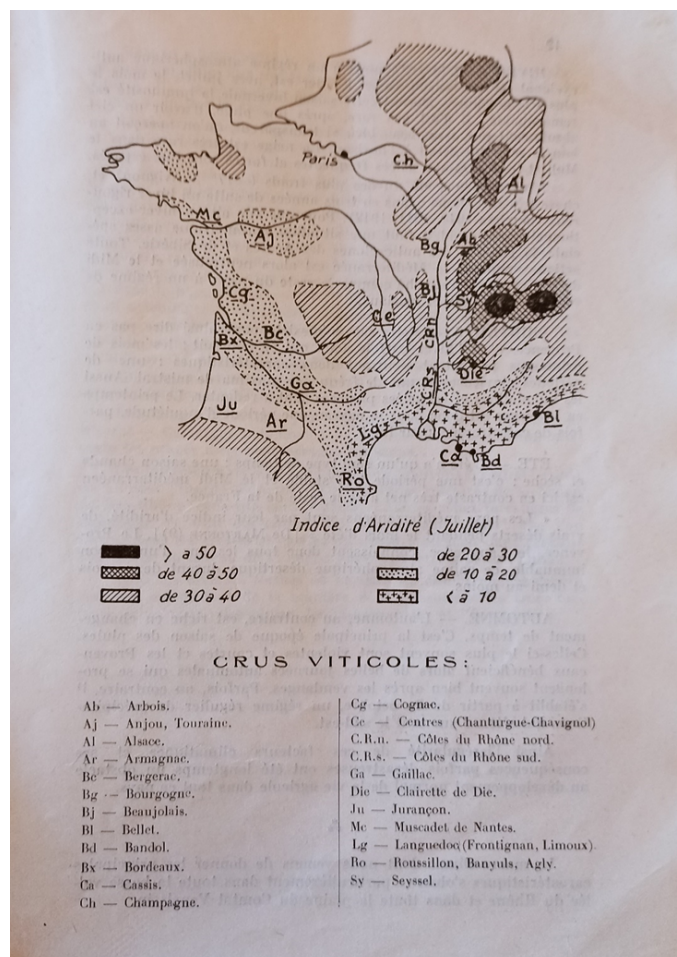 Paris
Ch
Al
Mc
Aj
Bg
Ab
Cg
Bj
Sy
Ce
C.Rn
Bx
Bc
Die
Ga
C.Rs
Ju
Ar
Lg
Bl
Ca
Bd
Ro
Indice d'Aridité (Juillet)
> a 50
de 20 à 30
de 40 à 50
de 10 à 20
de 30 à 40
< à 10
CRUS VITICOLES:
Ab — Arbois.
Aj — Anjou, Touraine.
Al — Alsace.
Ar — Armagnac.
Bc — Bergerac.
Bg — Bourgogne.
Bj — Beaujolais.
Bl — Bellet.
Bd — Bandol.
Bx — Bordeaux.
Ca — Cassis.
Ch — Champagne.
Cg — Cognac.
Ce — Centres (Chanturgue-Chavignol)
C.R.n. — Côtes du Rhône nord.
C.R.s. — Côtes du Rhône sud.
Ga — Gaillac.
Die — Clairette de Die.
Ju — Jurançon.
Mc — Muscadet de Nantes.
Lg — Languedoc (Frontignan, Limoux).
Ro — Roussillon, Banyuls, Agly.
Sy — Seyssel.